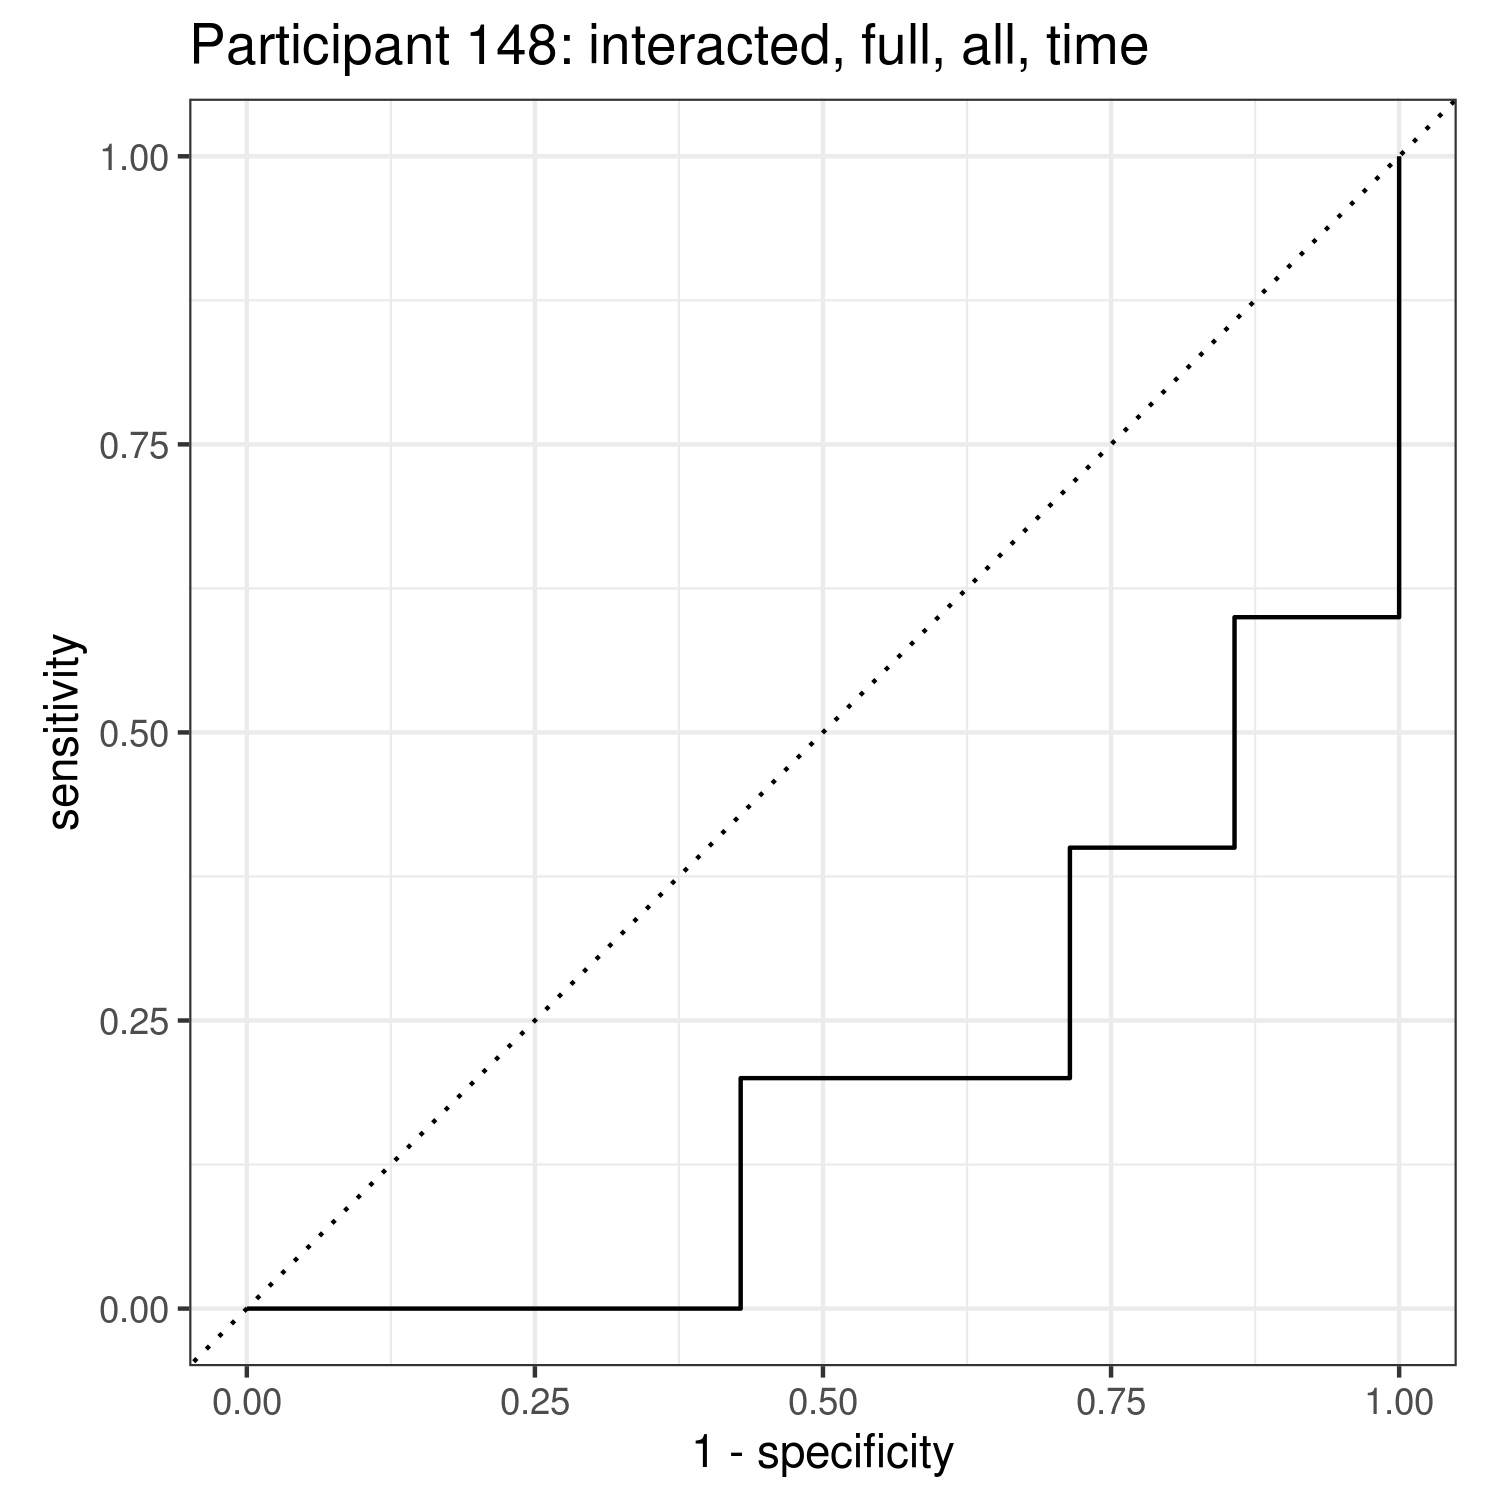 Participant 148: interacted, full, all, time
1.00
0.75
0.50
0.25
0.00
sensitivity
0.00 0.25 0.50 0.75 1.00
1 - specificity